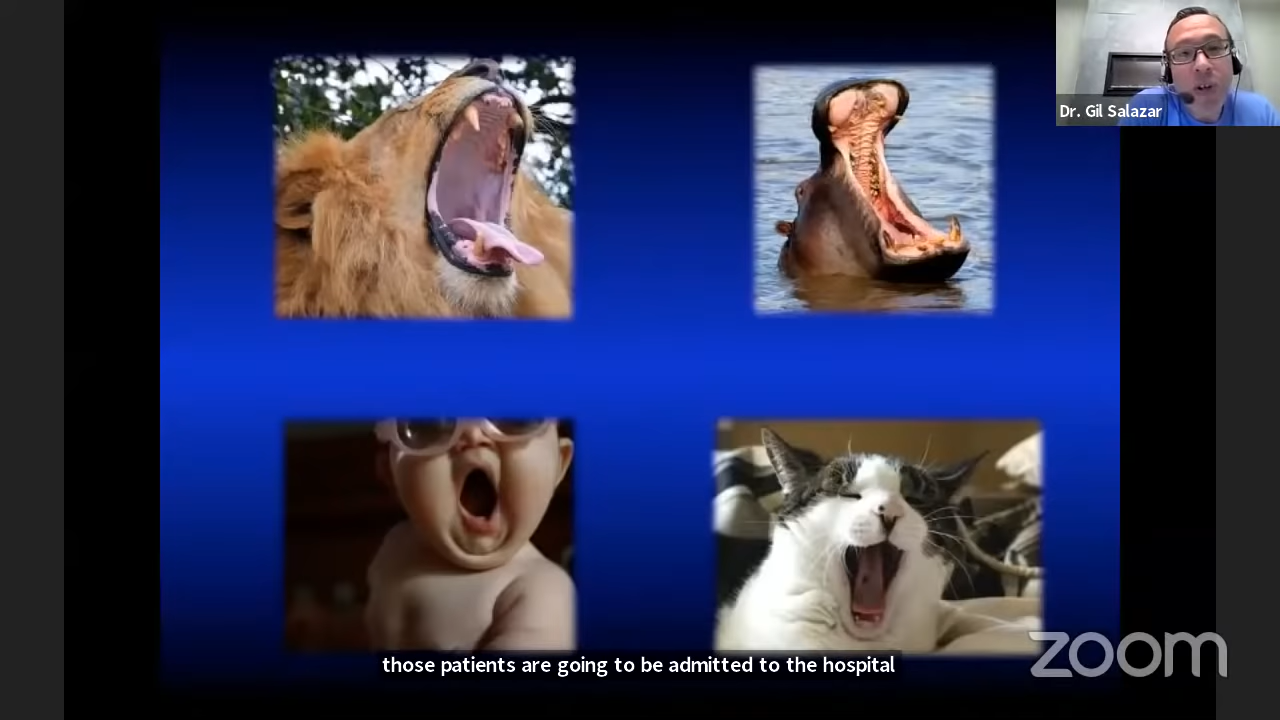 Dr. Gil Salazar
those patients are going to be admitted to the hospital
zoom